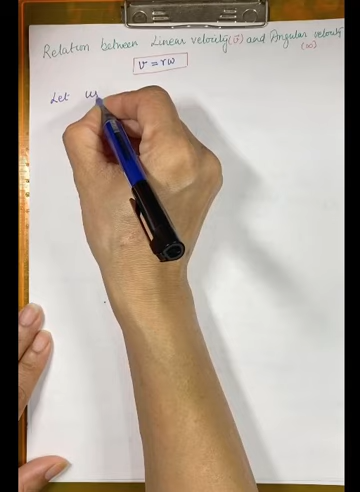 Relation between Linear velocity (v) and Angular velocity
(ω)
v = rω
Let